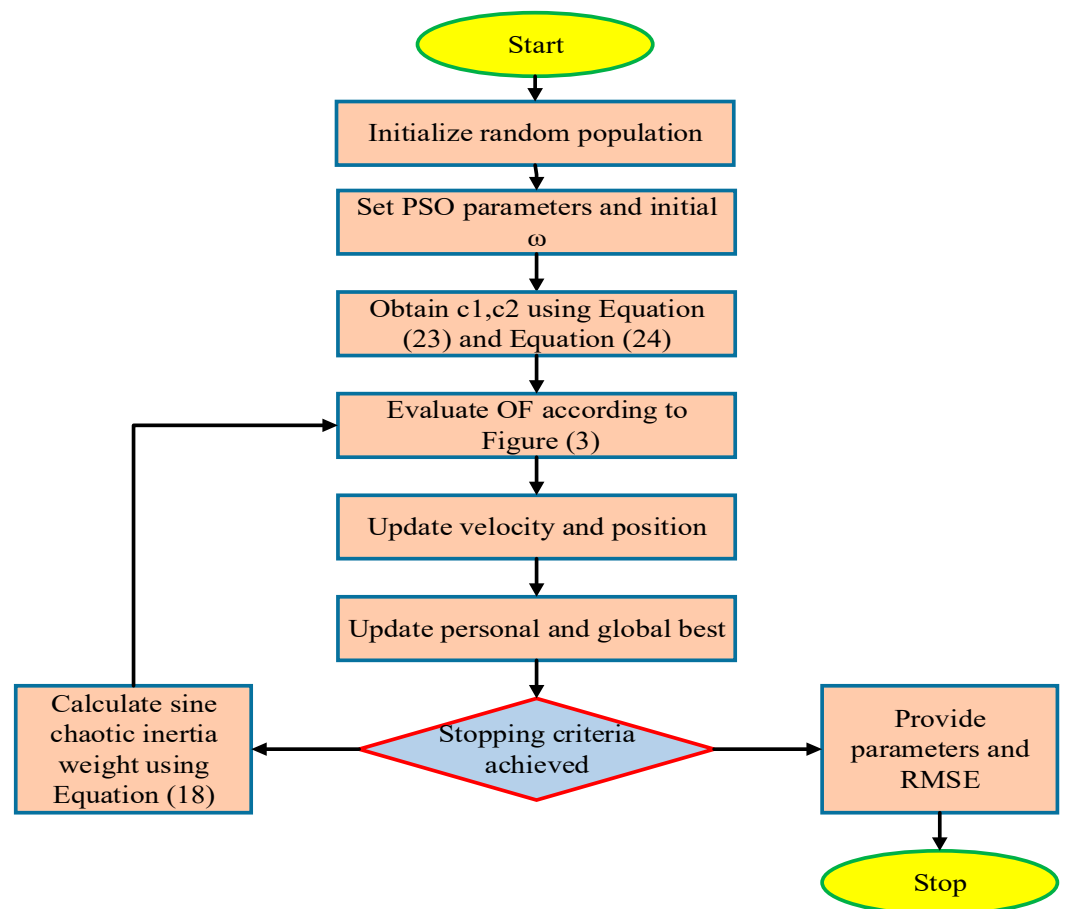 Start
Initialize random population
Set PSO parameters and initial
ω
Obtain c1,c2 using Equation
(23) and Equation (24)
Evaluate OF according to
Figure (3)
Update velocity and position
Update personal and global best
Calculate sine
chaotic inertia
weight using
Equation (18)
Stopping criteria
achieved
Provide
parameters and
RMSE
Stop